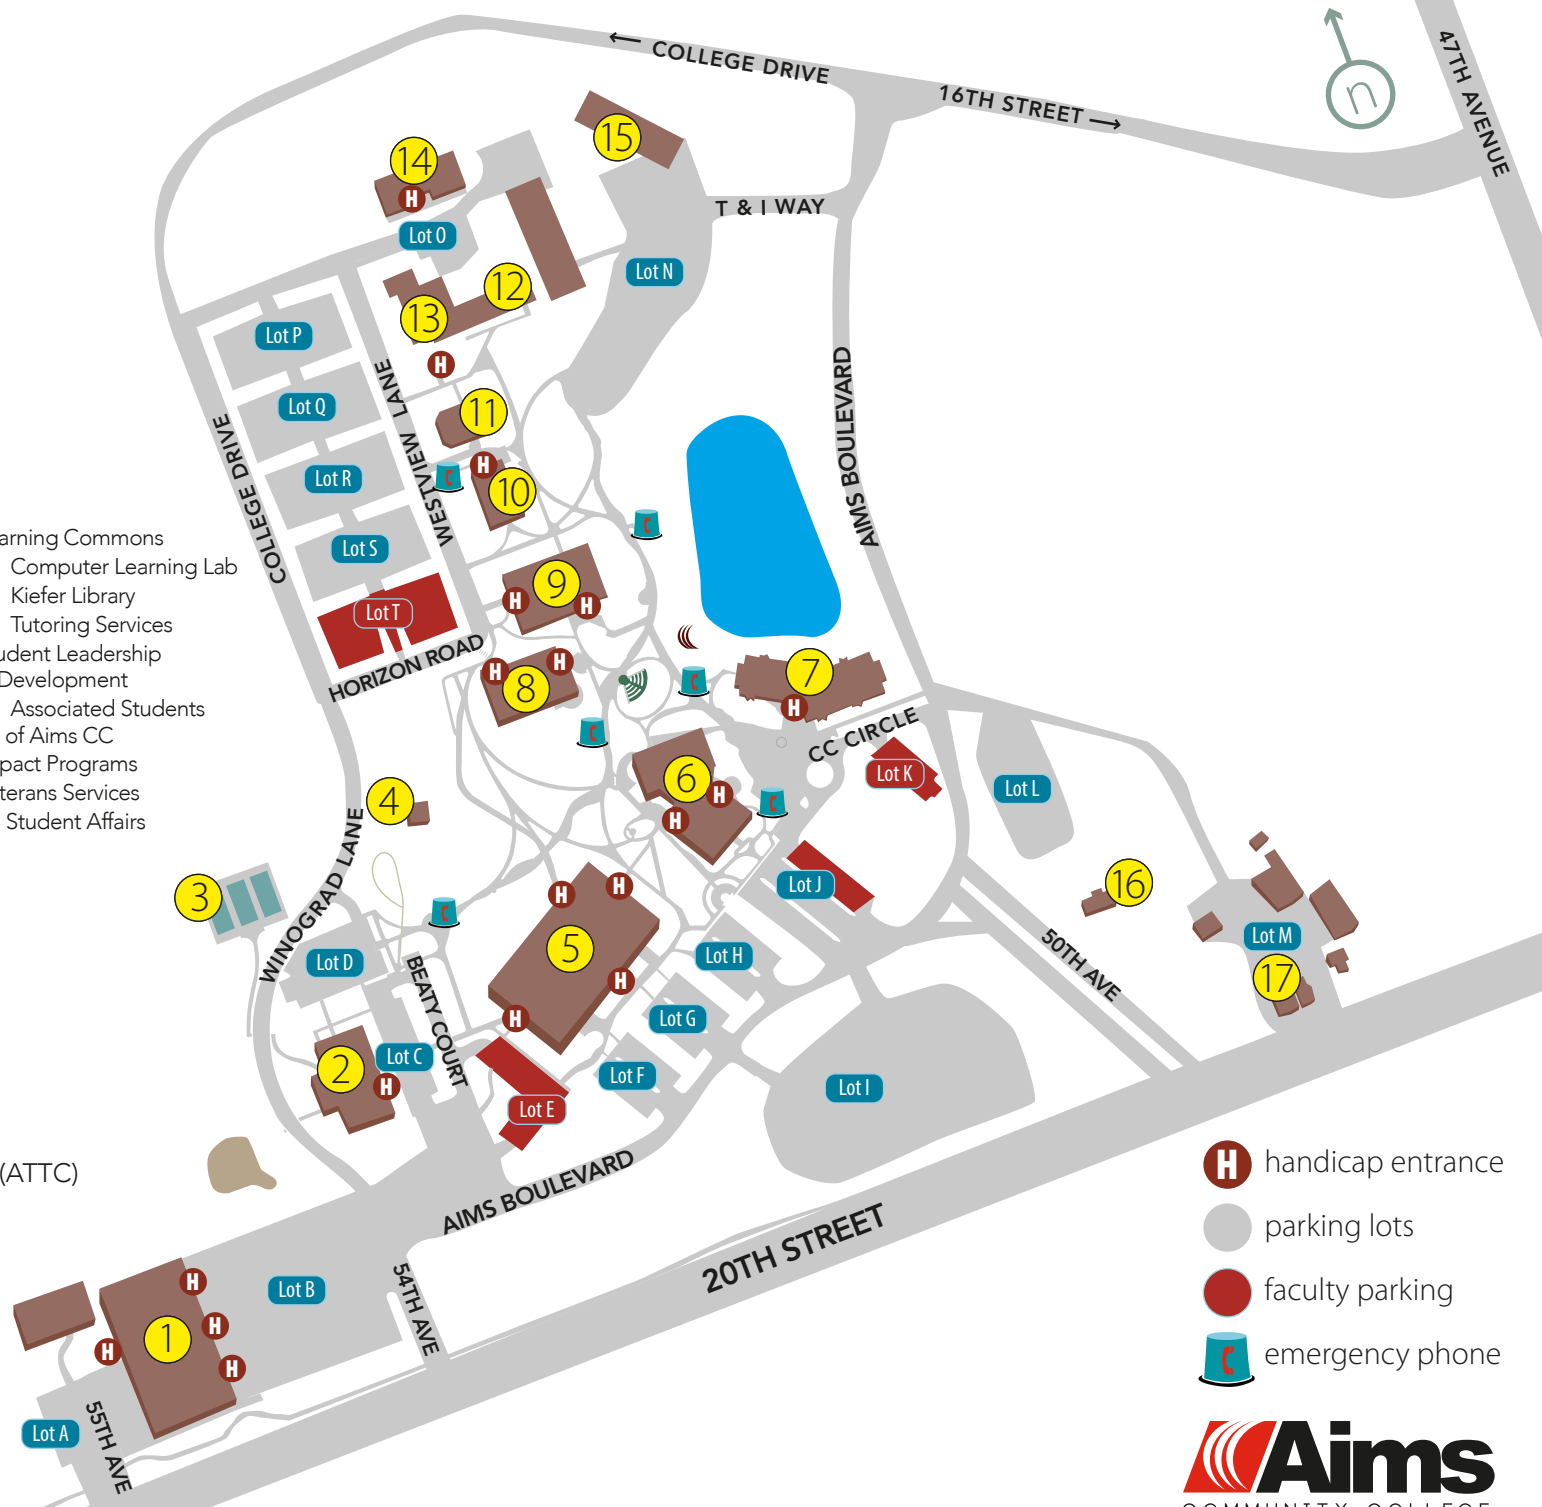 COLLEGE DRIVE
16TH STREET
47TH AVENUE
n
15
14
H
T & I WAY
Lot O
Lot N
12
13
Lot P
H
WESTVIEW LANE
AIMS BOULEVARD
Lot Q
11
COLLEGE DRIVE
H
Lot R
10
Lot S
arning Commons
Computer Learning Lab
Kiefer Library
Tutoring Services
udent Leadership
Development
Associated Students
of Aims CC
pact Programs
terans Services
Student Affairs
9
H
H
Lot T
HORIZON ROAD
H
H
8
7
H
CC CIRCLE
6
H
H
Lot K
Lot L
4
3
WINOGRAD LANE
Lot J
16
H
H
5
H
H
Lot H
50TH AVE
Lot M
17
Lot D
BEATY COURT
Lot G
2
Lot C
H
Lot F
Lot I
Lot E
(ATTC)
AIMS BOULEVARD
20TH STREET
H
handicap entrance
parking lots
faculty parking
emergency phone
Lot B
54TH AVE
1
H
H
H
H
Lot A
55TH AVE
Aims
COMMUNITY COLLEGE